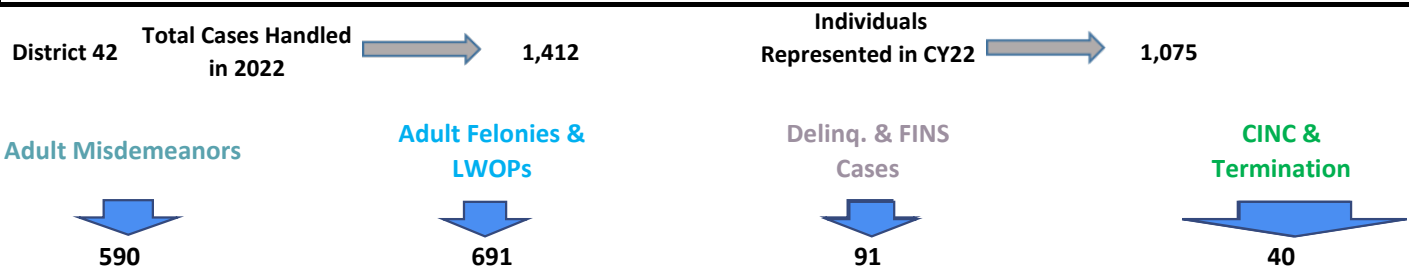 District 42
Total Cases Handled
in 2022
1,412
Individuals
Represented in CY22
1,075
Adult Misdemeanors
Adult Felonies &
LWOPs
Delinq. & FINS
Cases
CINC &
Termination
590
691
91
40